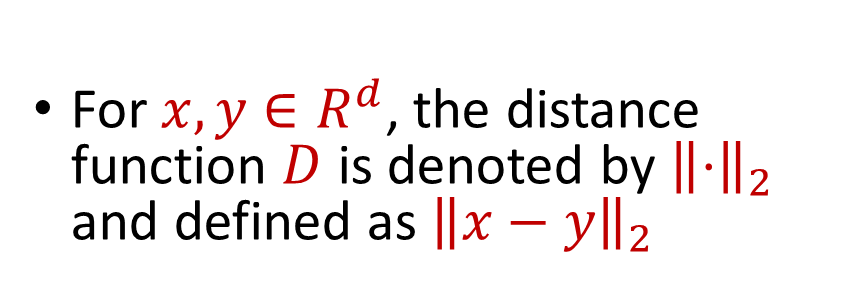 • For x, y ∈ R^d, the distance
function D is denoted by ‖·‖₂
and defined as ‖x − y‖₂